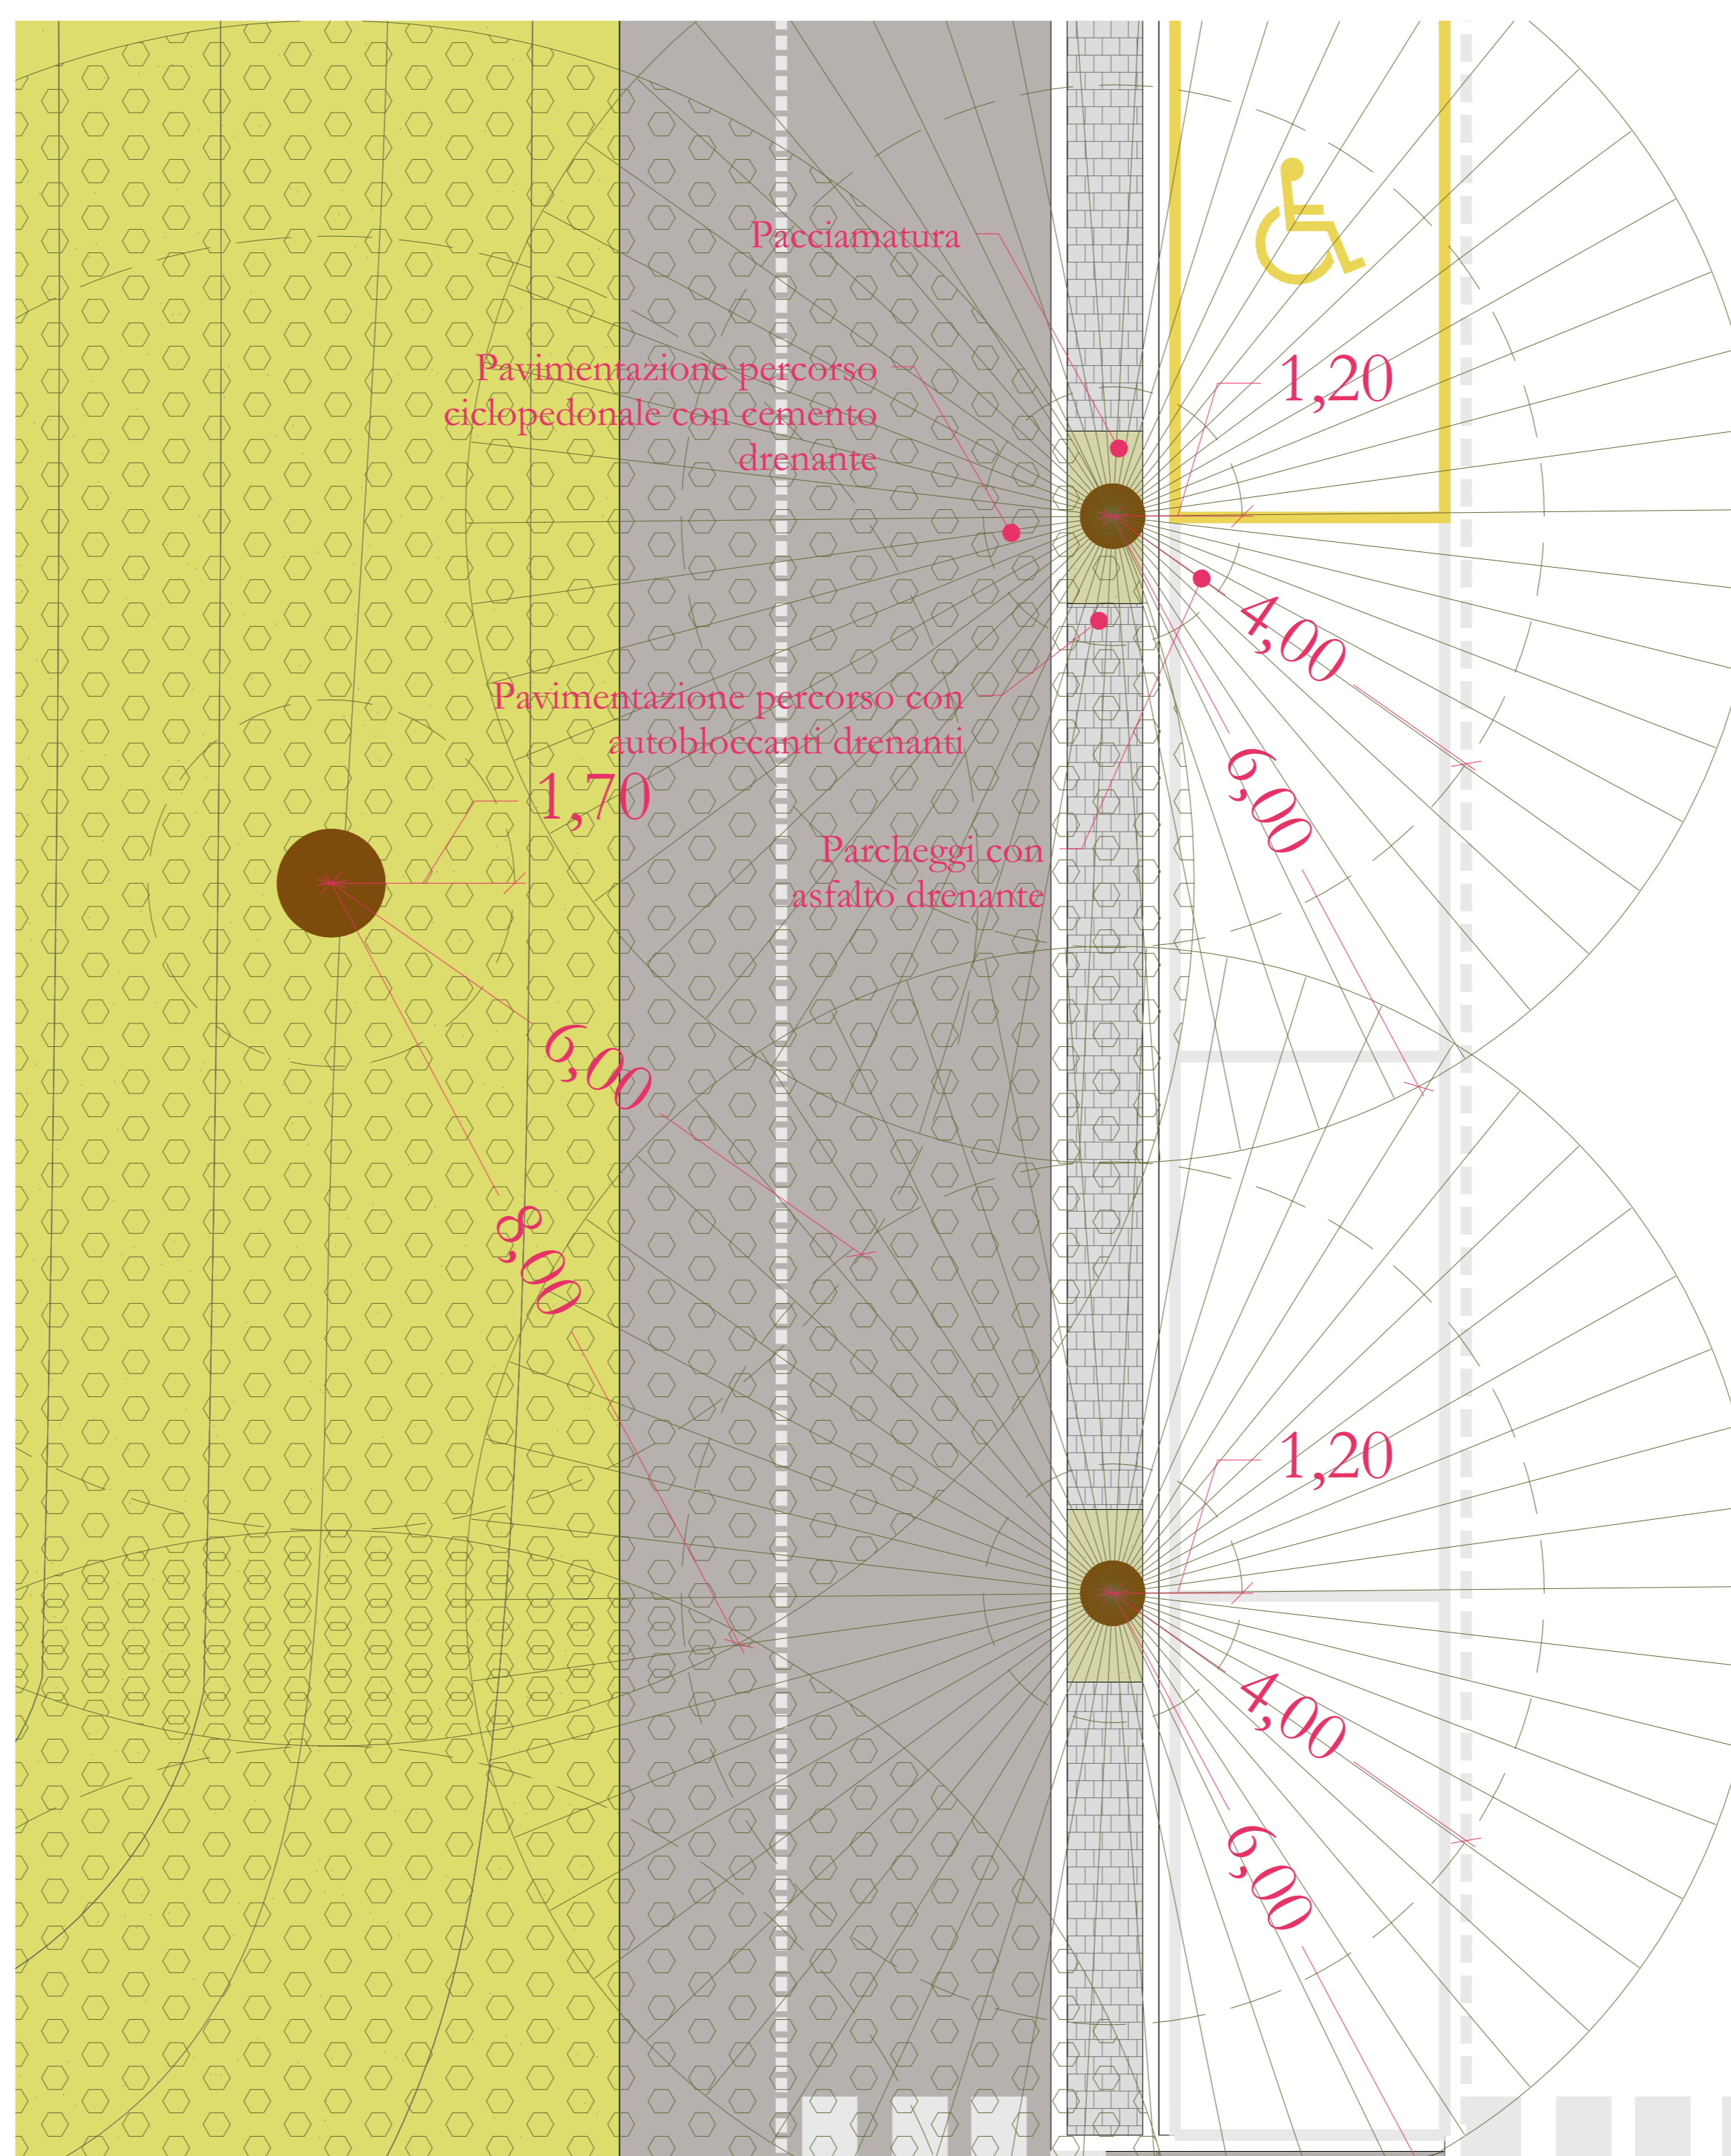 Pacciamatura
Pavimentazione percorso
ciclopedonale con cemento
drenante
1,20
4,00
Pavimentazione percorso con
autobloccanti drenanti
6,00
1,70
Parcheggi con
asfalto drenante
6,00
8,00
1,20
4,00
6,00